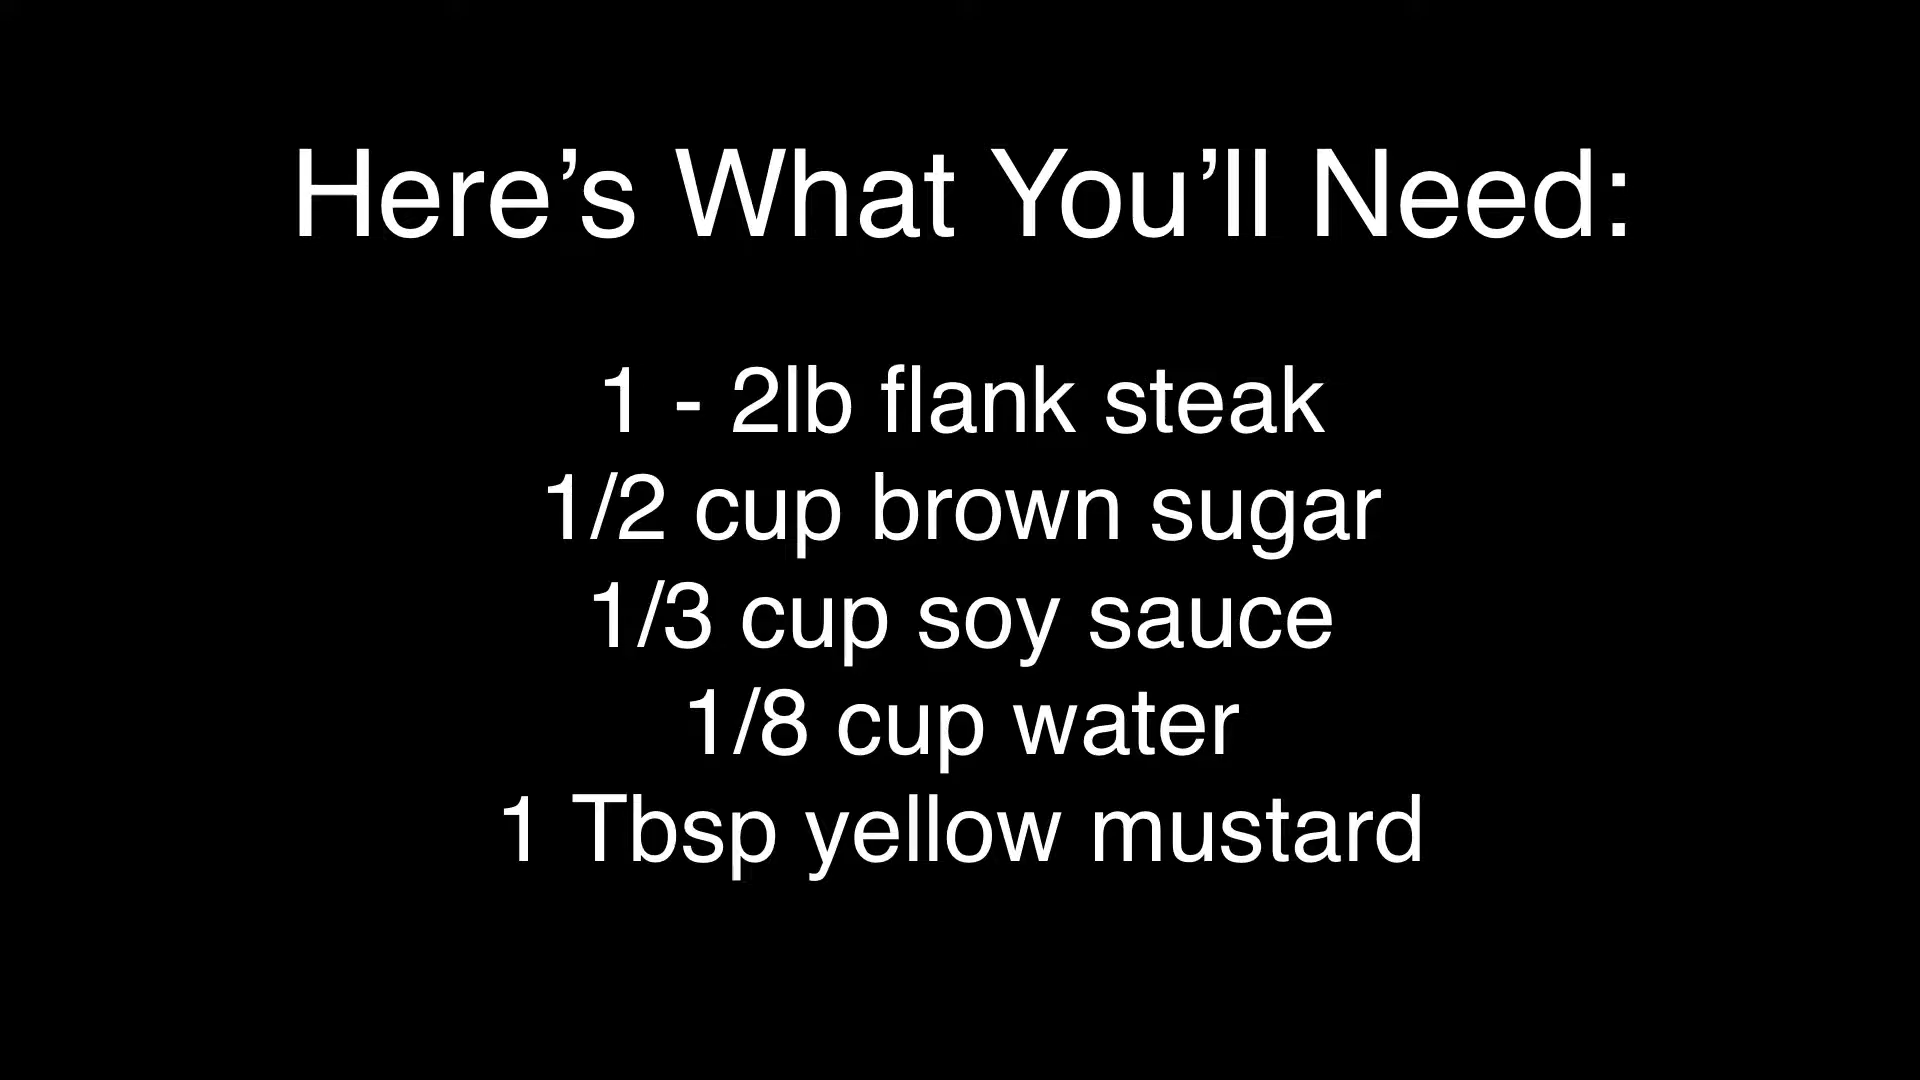 Here’s What You’ll Need:
1 - 2lb flank steak
1/2 cup brown sugar
1/3 cup soy sauce
1/8 cup water
1 Tbsp yellow mustard